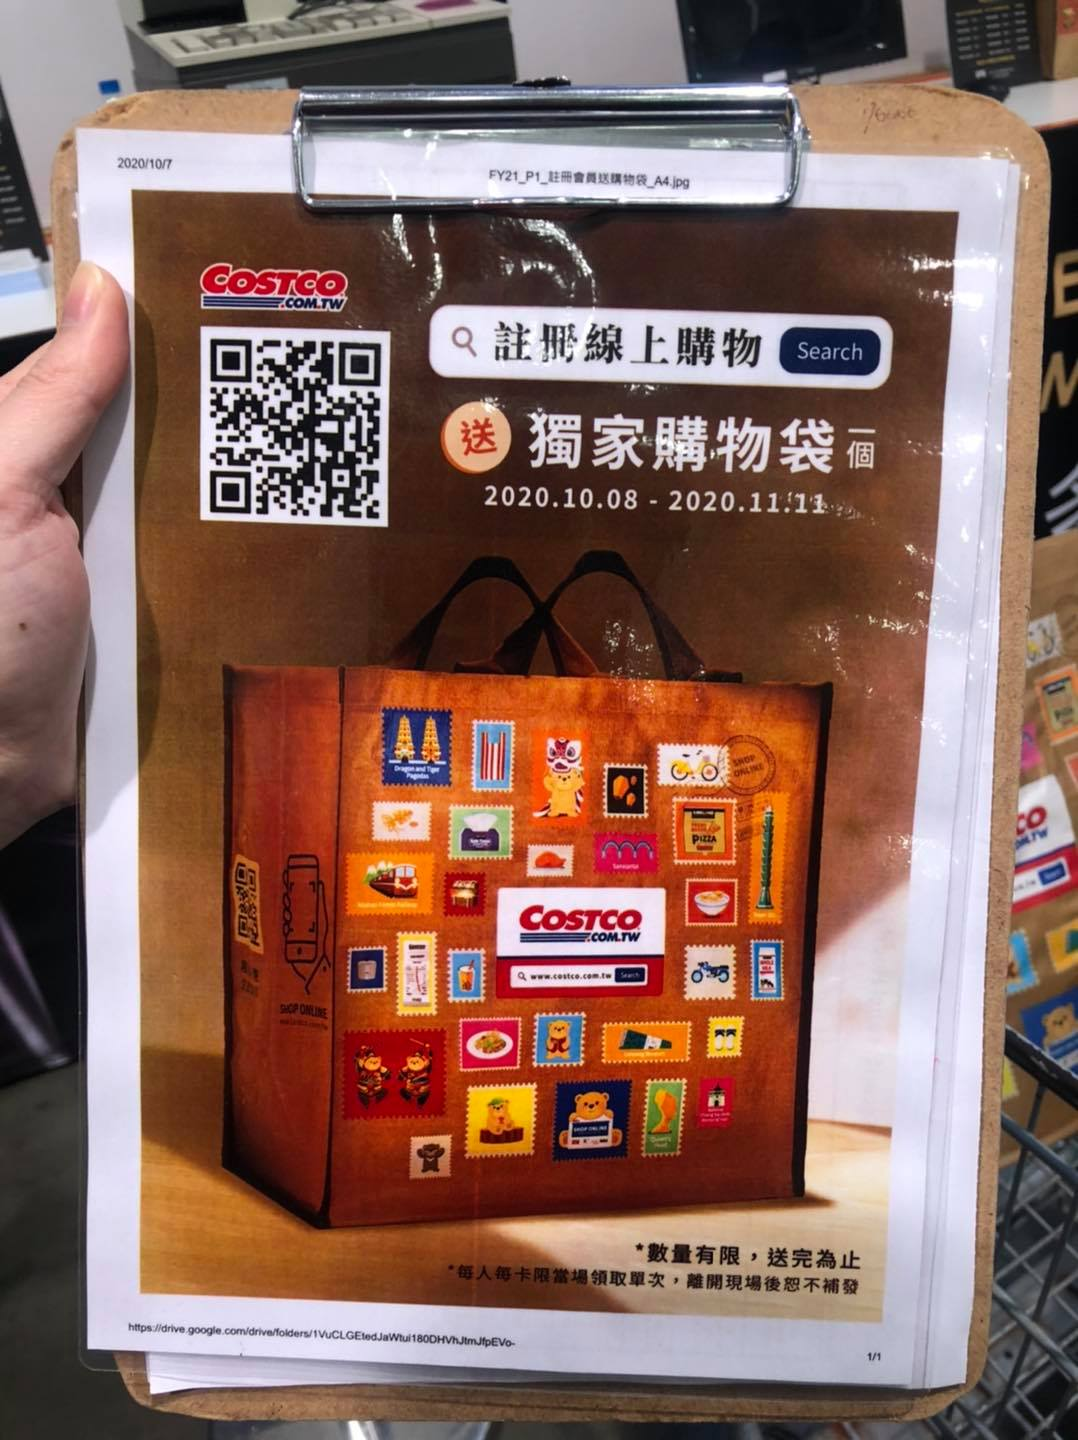 2020/10/7
FY21_P1_註冊會員送購物袋_A4.jpg
COSTCO
.COM.TW
註冊線上購物 Search
送 獨家購物袋 一個
2020.10.08 - 2020.11.11
Dragon and Tiger
Pagodas
SHOP
ONLINE
PIZZA
COSTCO
.COM.TW
www.costco.com.tw Search
SHOP ONLINE
SHOP ONLINE
Queen's
Head
*數量有限，送完為止
*每人每卡限當場領取單次，離開現場後恕不補發
https://drive.google.com/drive/folders/1VuCLGEtedJaWtui180DHVhJtmJfpEVo-
1/1